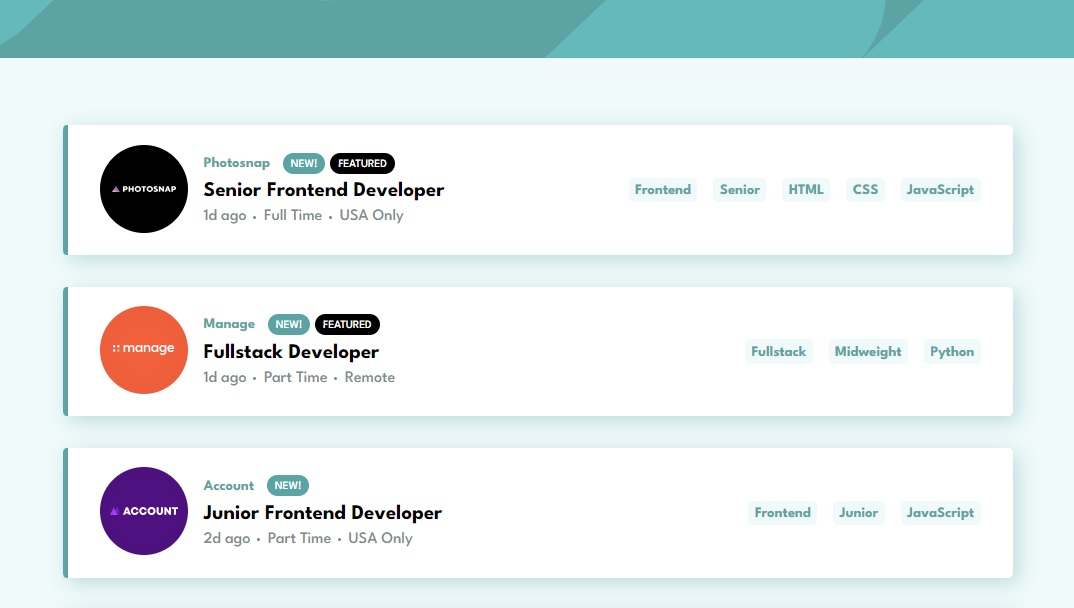 PHOTOSNAP
Photosnap NEW! FEATURED
Senior Frontend Developer
1d ago • Full Time • USA Only
Frontend Senior HTML CSS JavaScript
manage
Manage NEW! FEATURED
Fullstack Developer
1d ago • Part Time • Remote
Fullstack Midweight Python
ACCOUNT
Account NEW!
Junior Frontend Developer
2d ago • Part Time • USA Only
Frontend Junior JavaScript